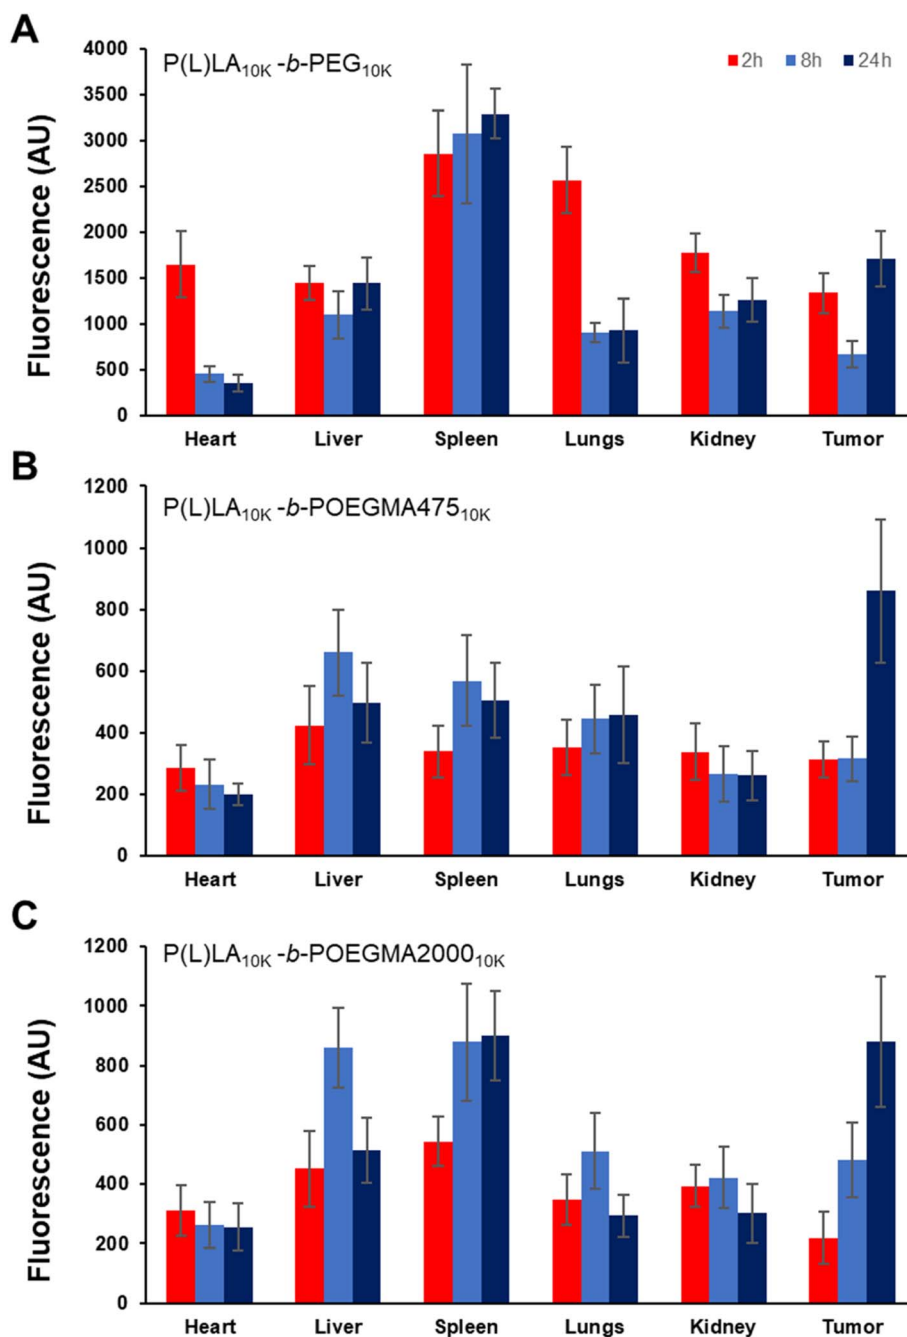 A
P(L)LA10K -b-PEG10K
2h 8h 24h
Fluorescence (AU)
4000
3500
3000
2500
2000
1500
1000
500
0
Heart Liver Spleen Lungs Kidney Tumor
B
P(L)LA10K -b-POEGMA47510K
Fluorescence (AU)
1200
1000
800
600
400
200
0
Heart Liver Spleen Lungs Kidney Tumor
C
P(L)LA10K -b-POEGMA200010K
Fluorescence (AU)
1200
1000
800
600
400
200
0
Heart Liver Spleen Lungs Kidney Tumor